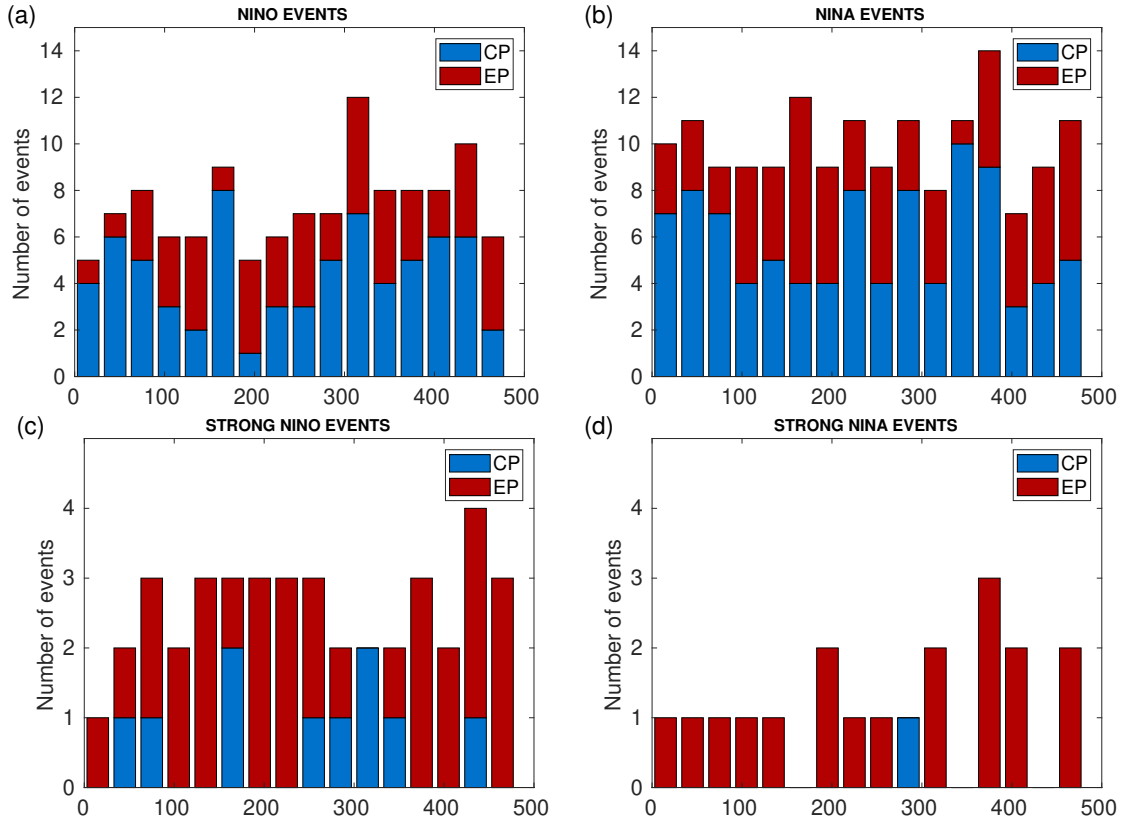 (a)
NINO EVENTS
CP
EP
Number of events
14
12
10
8
6
4
2
0
0 100 200 300 400 500
(b)
NINA EVENTS
CP
EP
Number of events
14
12
10
8
6
4
2
0
0 100 200 300 400 500
(c)
STRONG NINO EVENTS
CP
EP
Number of events
4
3
2
1
0
0 100 200 300 400 500
(d)
STRONG NINA EVENTS
CP
EP
Number of events
4
3
2
1
0
0 100 200 300 400 500